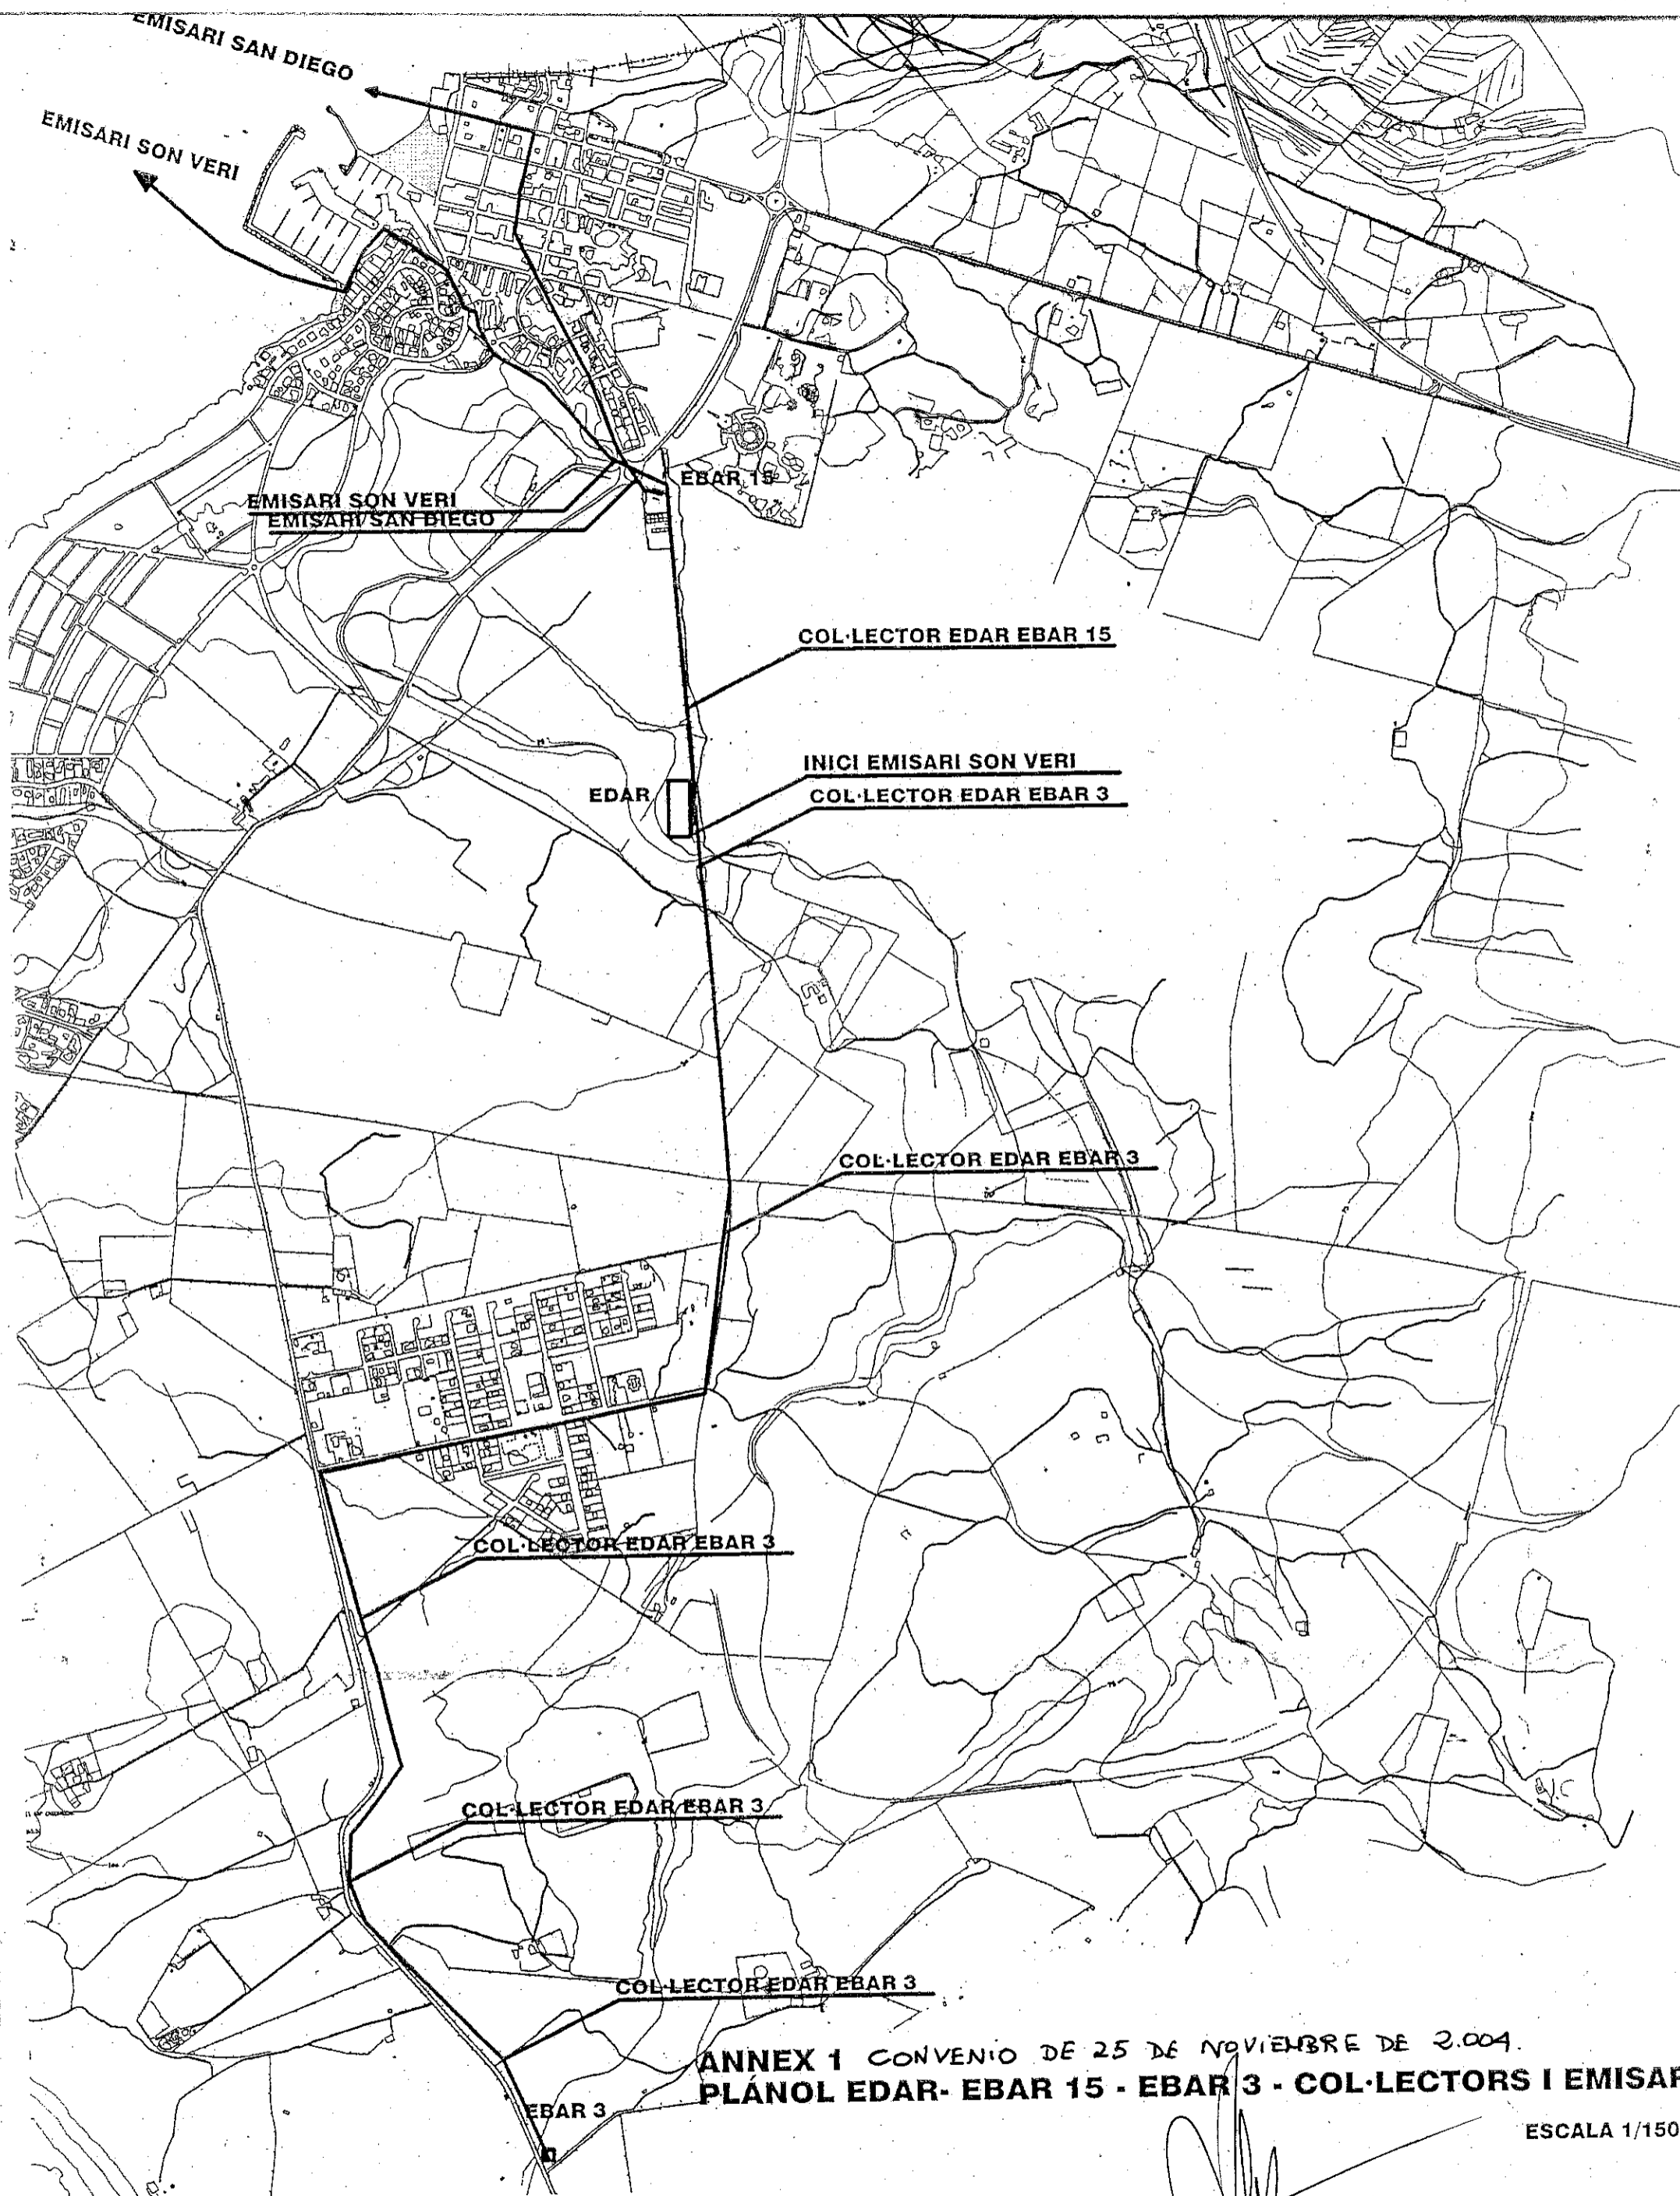 EMISARI SAN DIEGO
EMISARI SON VERI
EBAR 15
EMISARI SON VERI
EMISARI SAN DIEGO
COL·LECTOR EDAR EBAR 15
INICI EMISARI SON VERI
EDAR
COL·LECTOR EDAR EBAR 3
COL·LECTOR EDAR EBAR 3
COL·LECTOR EDAR EBAR 3
COL·LECTOR EDAR EBAR 3
COL·LECTOR EDAR EBAR 3
ANNEX 1 CONVENIO DE 25 DE NOVIEMBRE DE 2.004.
PLÁNOL EDAR- EBAR 15 - EBAR 3 - COL·LECTORS I EMISAR
EBAR 3
ESCALA 1/150